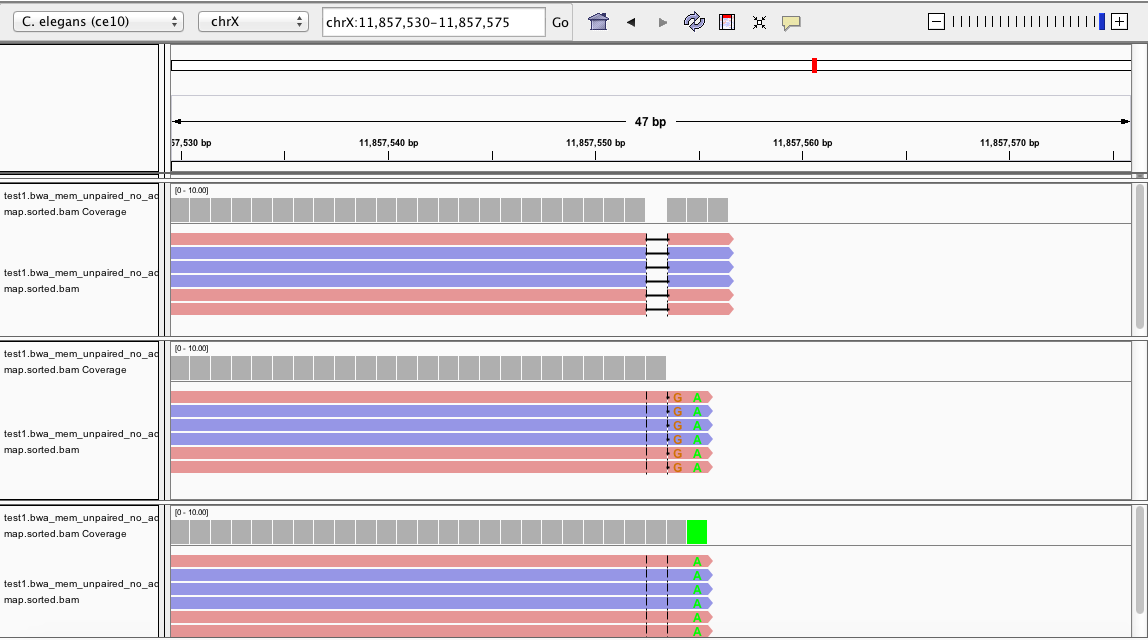 C. elegans (ce10) chrX chrX:11,857,530-11,857,575 Go
47 bp
57,530 bp 11,857,540 bp 11,857,550 bp 11,857,560 bp 11,857,570 bp
test1.bwa_mem_unpaired_no_ad
map.sorted.bam Coverage
[0 - 10.00]
test1.bwa_mem_unpaired_no_ad
map.sorted.bam
test1.bwa_mem_unpaired_no_ad
map.sorted.bam Coverage
[0 - 10.00]
test1.bwa_mem_unpaired_no_ad
map.sorted.bam
G A
G A
G A
G A
G A
G A
test1.bwa_mem_unpaired_no_ad
map.sorted.bam Coverage
[0 - 10.00]
test1.bwa_mem_unpaired_no_ad
map.sorted.bam
A
A
A
A
A
A